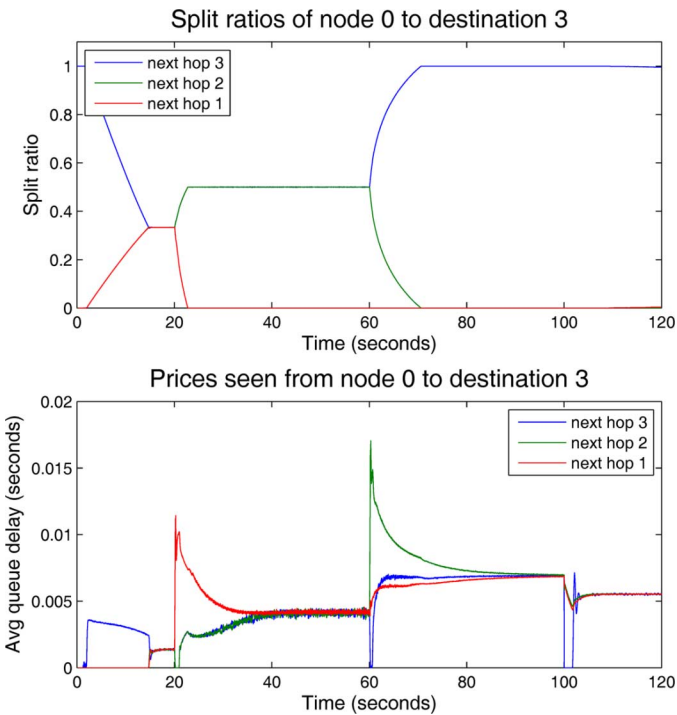 Split ratios of node 0 to destination 3
next hop 3
next hop 2
next hop 1
1
0.8
0.6
0.4
0.2
0
Split ratio
0 20 40 60 80 100 120
Time (seconds)
Prices seen from node 0 to destination 3
next hop 3
next hop 2
next hop 1
0.02
0.015
0.01
0.005
0
Avg queue delay (seconds)
0 20 40 60 80 100 120
Time (seconds)